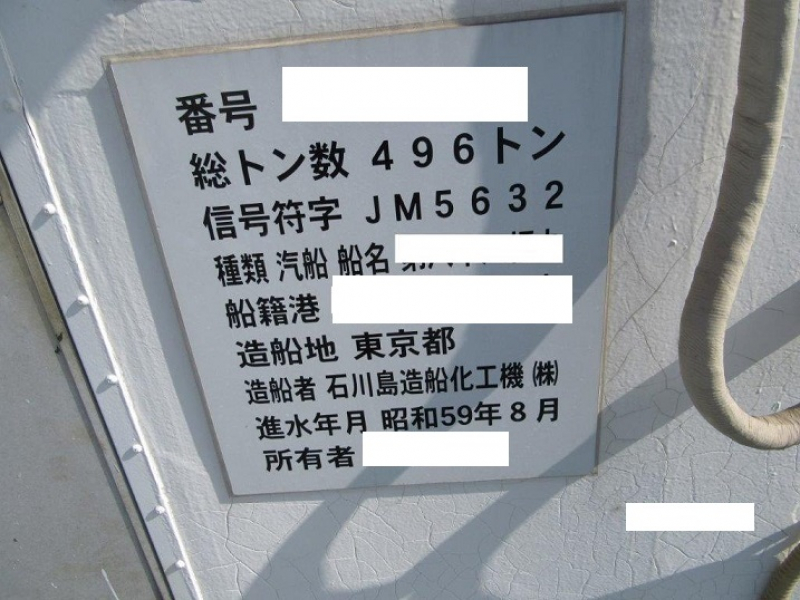 番号
総トン数 496トン
信号符字 JM5632
種類 汽船 船名
船籍港
造船地 東京都
造船者 石川島造船化工機 ㈱
進水年月 昭和59年8月
所有者